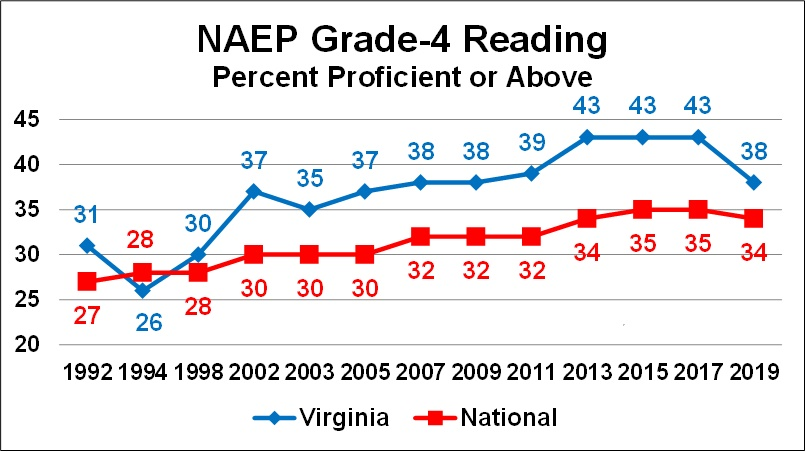 NAEP Grade-4 Reading
Percent Proficient or Above
43 43 43
45
37 37 38 38 39 38
40
35
31 30
35
28
30
34 35 35 34
32 32 32
30 30 30
25
27 26 28
20
1992 1994 1998 2002 2003 2005 2007 2009 2011 2013 2015 2017 2019
Virginia National